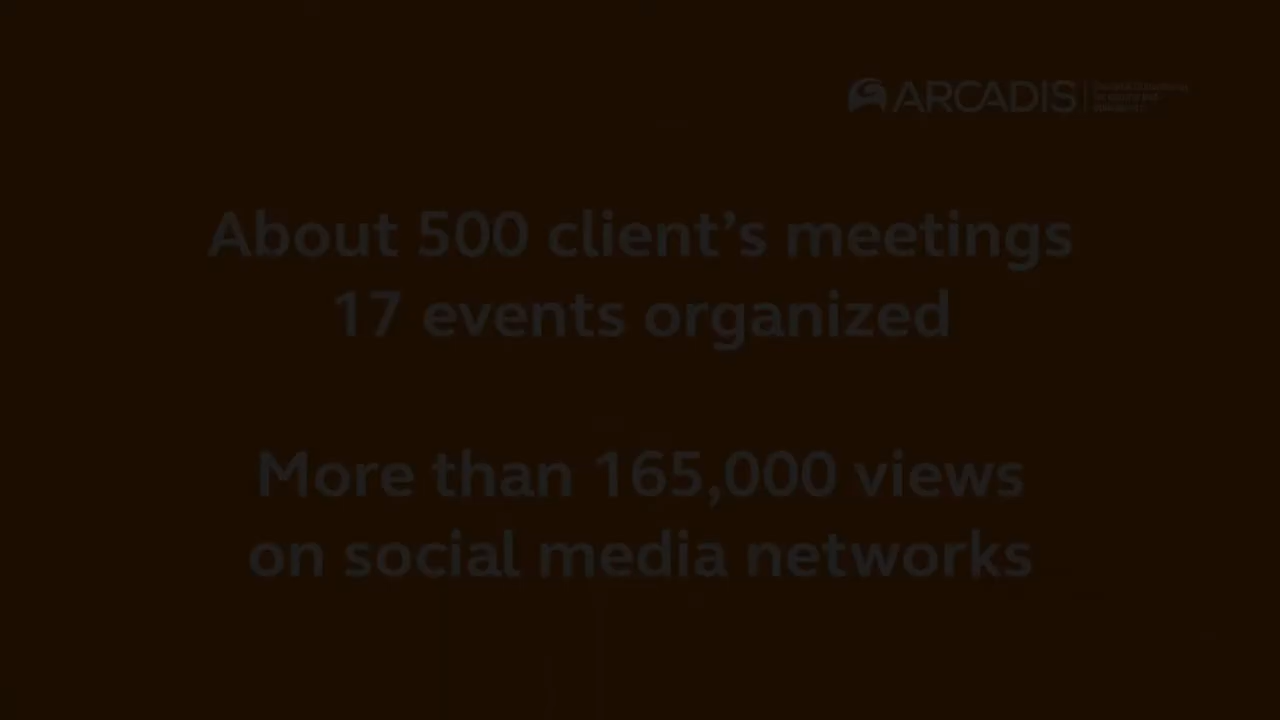 ARCADIS
About 500 client's meetings
17 events organized
More than 165,000 views
on social media networks